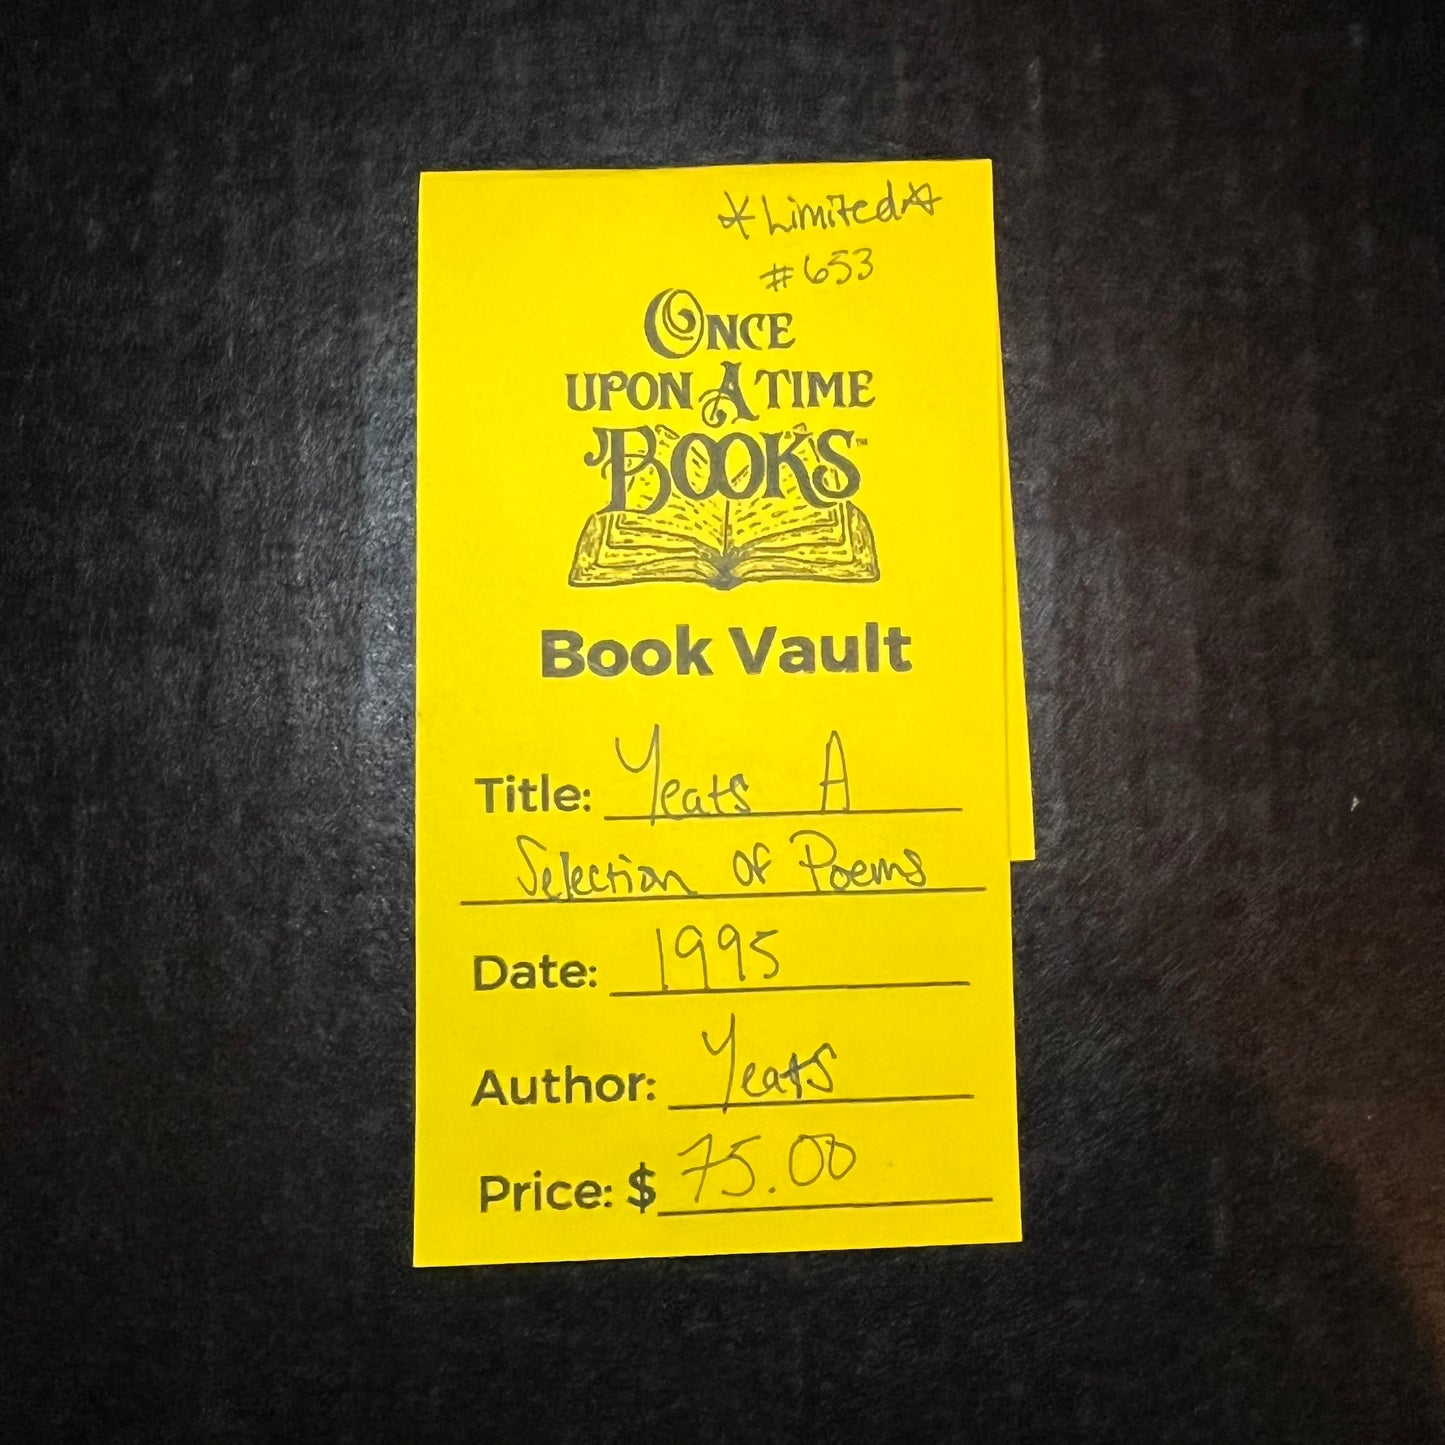 *Limited*
#653
ONCE
UPON A TIME
BOOKS™
Book Vault
Title: Yeats A
Selection of Poems
Date: 1995
Author: Yeats
Price: $ 75.00